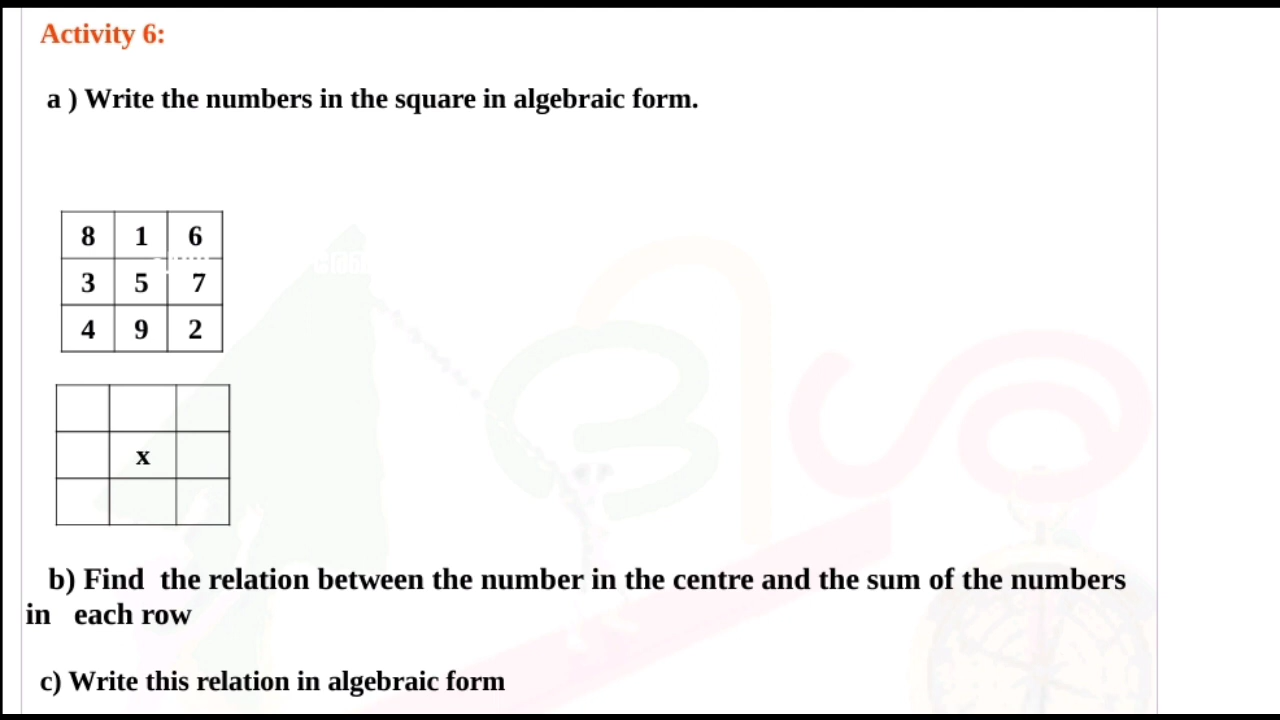 Activity 6:
a ) Write the numbers in the square in algebraic form.
8 1 6
3 5 7
4 9 2
x
b) Find the relation between the number in the centre and the sum of the numbers
in each row
c) Write this relation in algebraic form